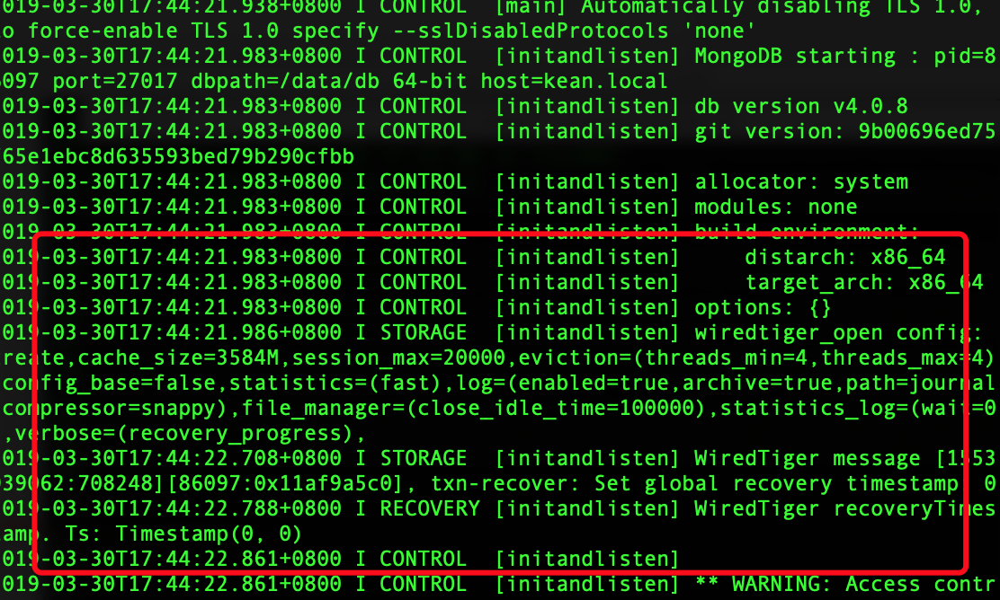 019-03-30T17:44:21.938+0800 I CONTROL  [main] Automatically disabling TLS 1.0,
o force-enable TLS 1.0 specify --sslDisabledProtocols 'none'
019-03-30T17:44:21.983+0800 I CONTROL  [initandlisten] MongoDB starting : pid=8
6097 port=27017 dbpath=/data/db 64-bit host=kean.local
019-03-30T17:44:21.983+0800 I CONTROL  [initandlisten] db version v4.0.8
019-03-30T17:44:21.983+0800 I CONTROL  [initandlisten] git version: 9b00696ed75
65e1ebc8d635593bed79b290cfbb
019-03-30T17:44:21.983+0800 I CONTROL  [initandlisten] allocator: system
019-03-30T17:44:21.983+0800 I CONTROL  [initandlisten] modules: none
019-03-30T17:44:21.983+0800 I CONTROL  [initandlisten] build environment:
019-03-30T17:44:21.983+0800 I CONTROL  [initandlisten]     distarch: x86_64
019-03-30T17:44:21.983+0800 I CONTROL  [initandlisten]     target_arch: x86_64
019-03-30T17:44:21.983+0800 I CONTROL  [initandlisten] options: {}
019-03-30T17:44:21.986+0800 I STORAGE  [initandlisten] wiredtiger_open config:
reate,cache_size=3584M,session_max=20000,eviction=(threads_min=4,threads_max=4)
config_base=false,statistics=(fast),log=(enabled=true,archive=true,path=journal
compressor=snappy),file_manager=(close_idle_time=100000),statistics_log=(wait=0
,verbose=(recovery_progress),
019-03-30T17:44:22.708+0800 I STORAGE  [initandlisten] WiredTiger message [1553
939062:708248][86097:0x11af9a5c0], txn-recover: Set global recovery timestamp: 0
019-03-30T17:44:22.788+0800 I RECOVERY [initandlisten] WiredTiger recoveryTimes
amp. Ts: Timestamp(0, 0)
019-03-30T17:44:22.861+0800 I CONTROL  [initandlisten]
019-03-30T17:44:22.861+0800 I CONTROL  [initandlisten] ** WARNING: Access contr